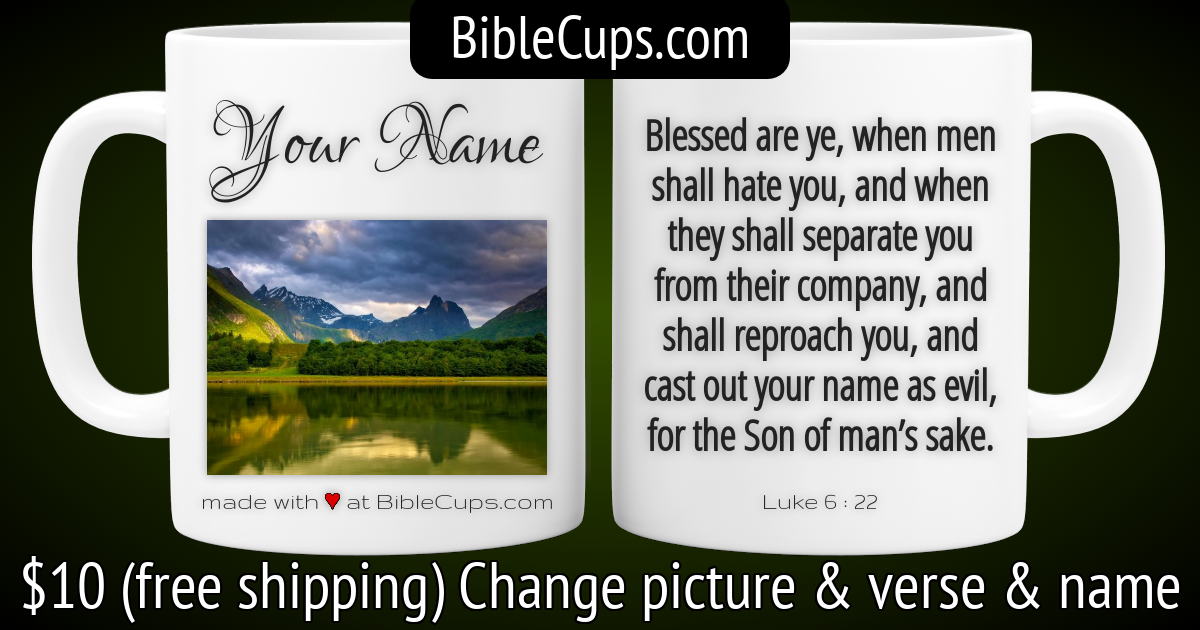 BibleCups.com
Your Name
made with ♥ at BibleCups.com
Blessed are ye, when men
shall hate you, and when
they shall separate you
from their company, and
shall reproach you, and
cast out your name as evil,
for the Son of man’s sake.
Luke 6 : 22
$10 (free shipping) Change picture & verse & name